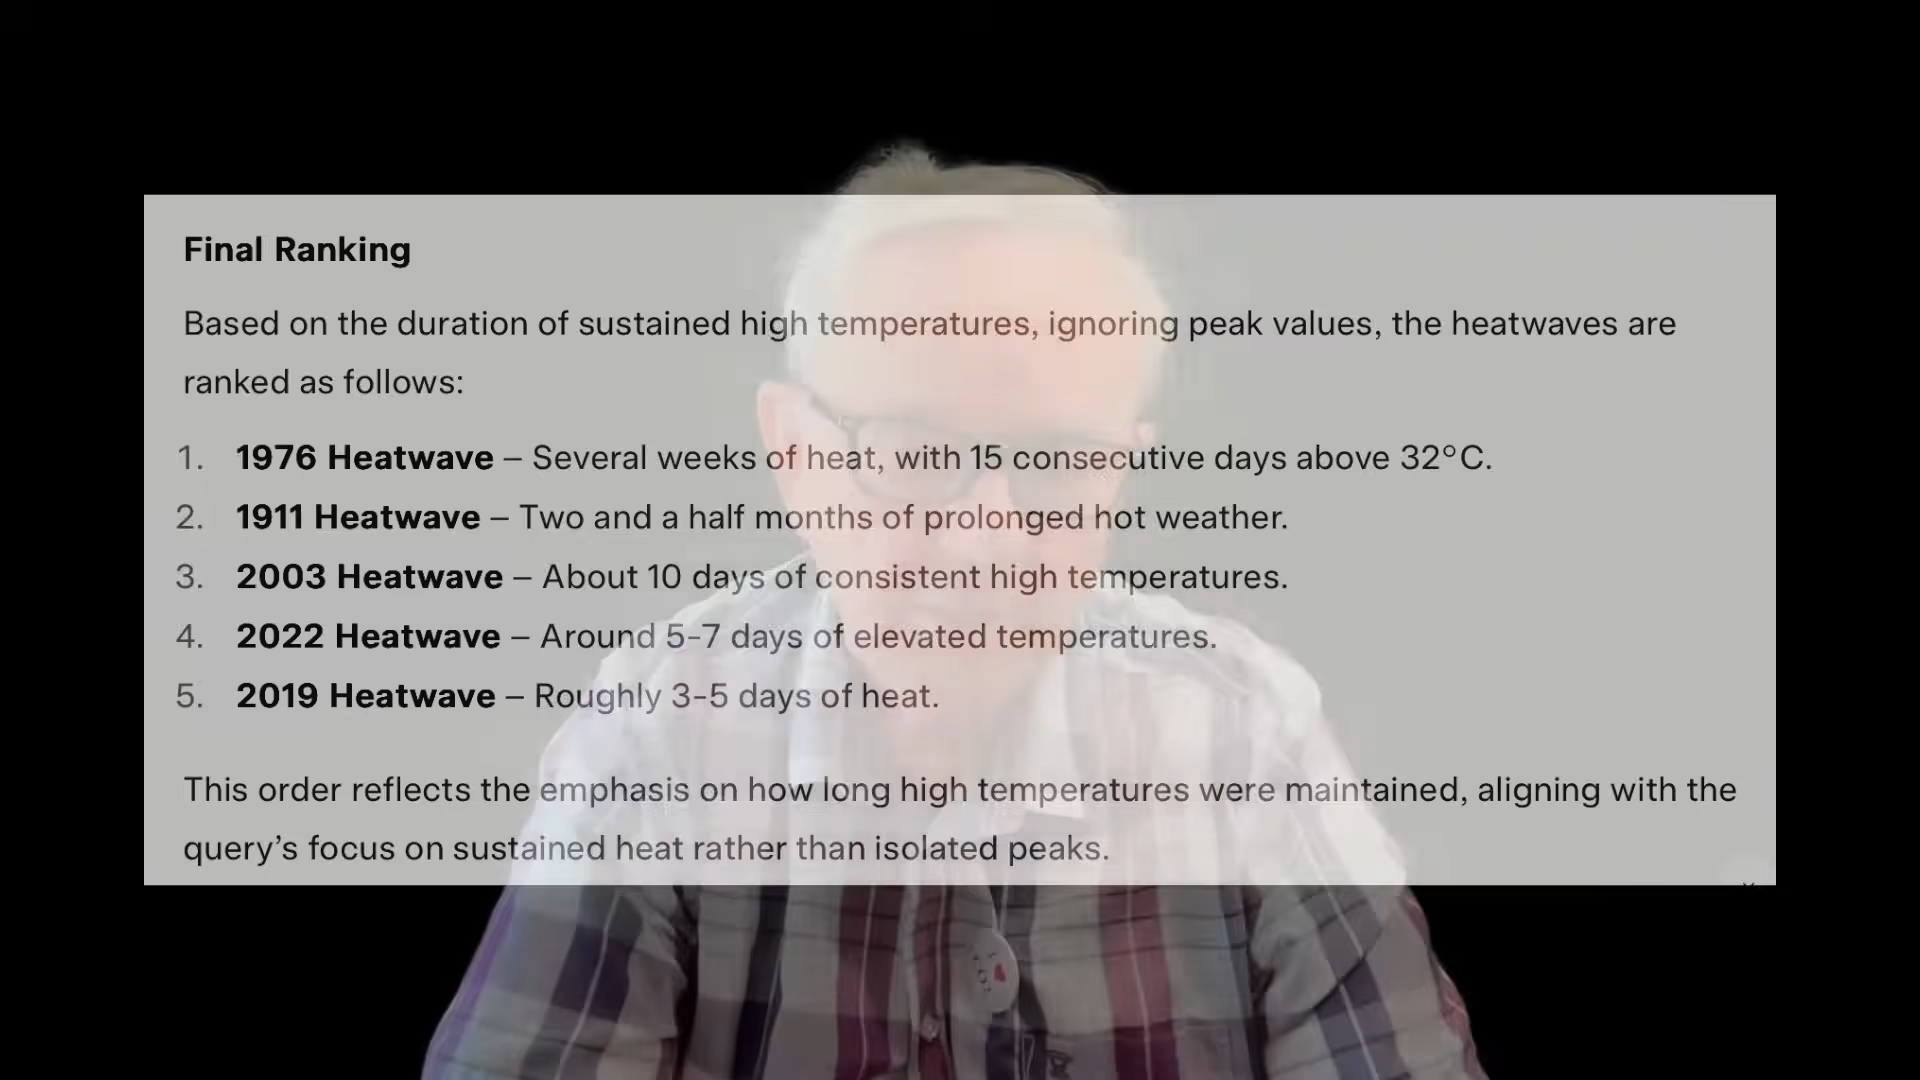 Final Ranking
Based on the duration of sustained high temperatures, ignoring peak values, the heatwaves are
ranked as follows:
1. 1976 Heatwave – Several weeks of heat, with 15 consecutive days above 32°C.
2. 1911 Heatwave – Two and a half months of prolonged hot weather.
3. 2003 Heatwave – About 10 days of consistent high temperatures.
4. 2022 Heatwave – Around 5-7 days of elevated temperatures.
5. 2019 Heatwave – Roughly 3-5 days of heat.
This order reflects the emphasis on how long high temperatures were maintained, aligning with the
query’s focus on sustained heat rather than isolated peaks.